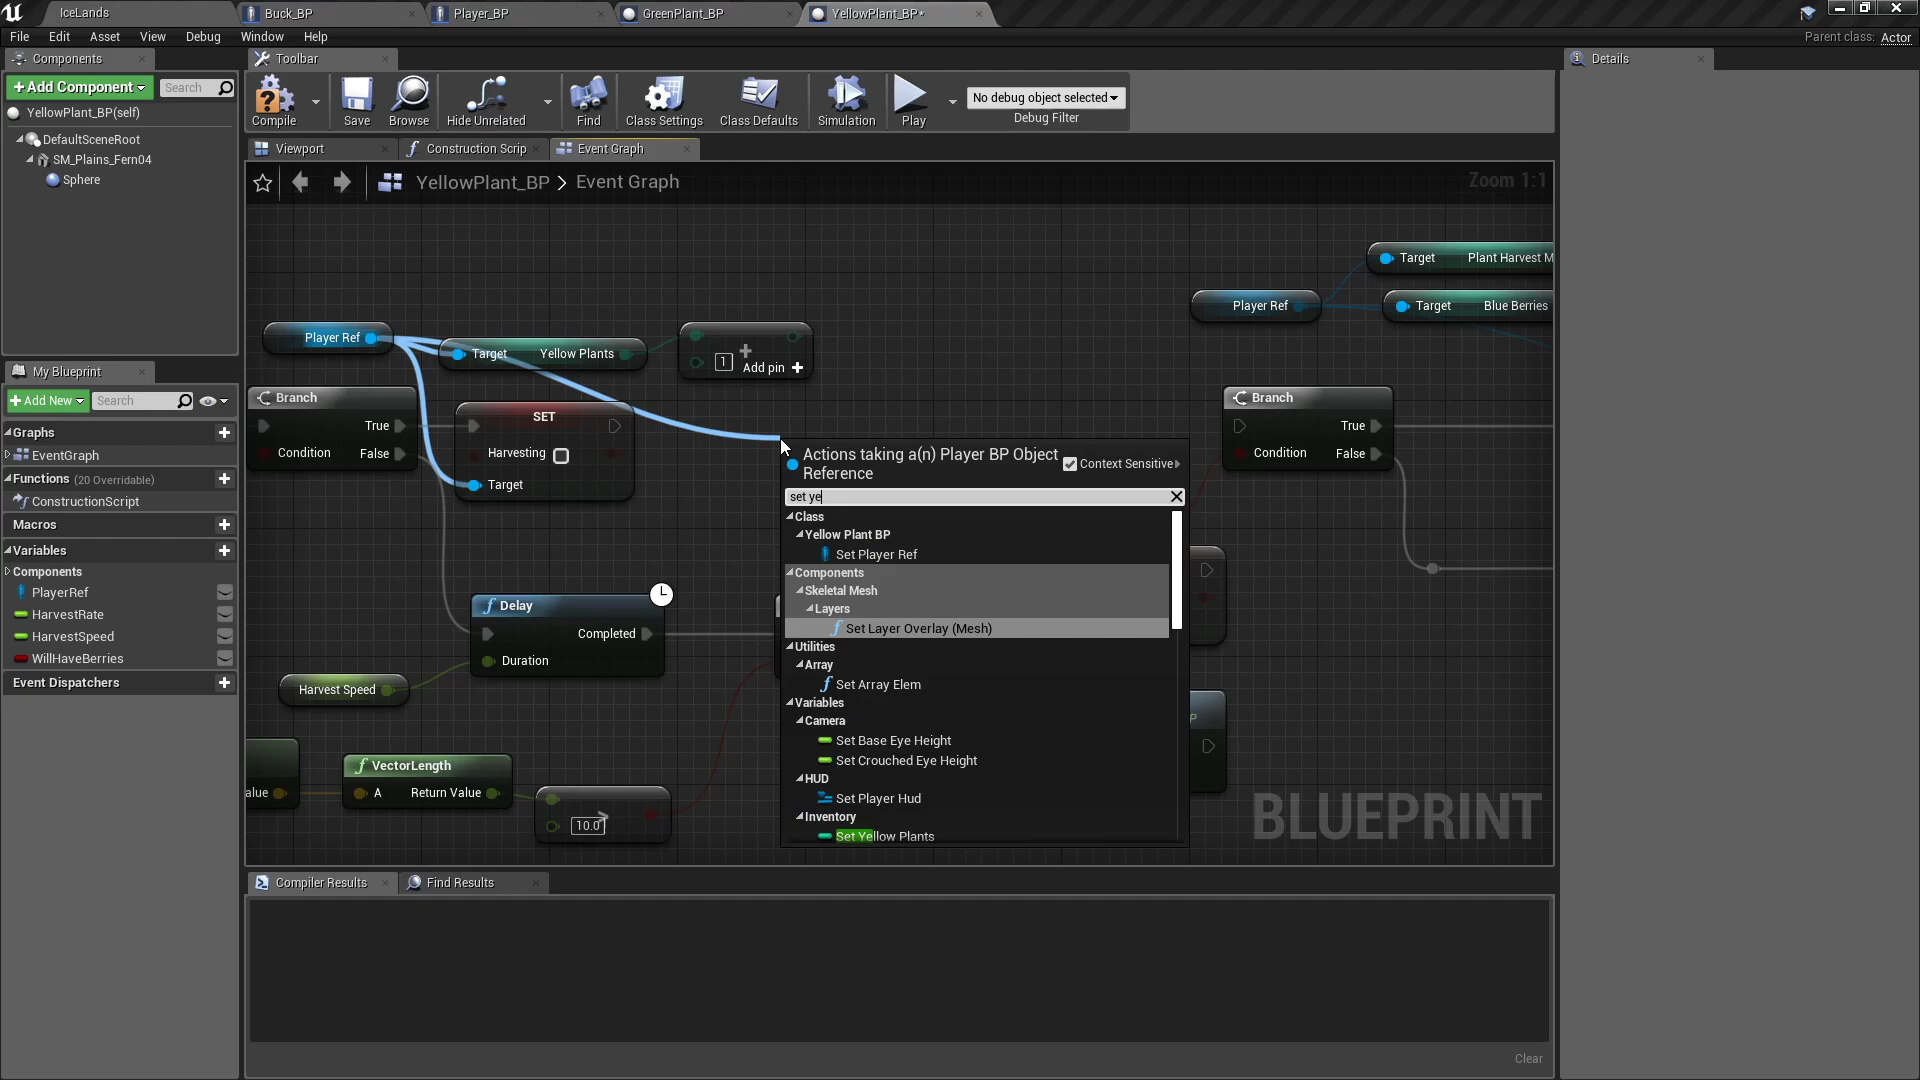 IceLands
Buck_BP
Player_BP
GreenPlant_BP
YellowPlant_BP*
File
Edit
Asset
View
Debug
Window
Help
Parent class: Actor
Components
Toolbar
Details
+Add Component
Search
YellowPlant_BP(self)
DefaultSceneRoot
SM_Plains_Fern04
Sphere
Compile
Save
Browse
Hide Unrelated
Find
Class Settings
Class Defaults
Simulation
Play
No debug object selected
Debug Filter
Viewport
Construction Scrip
Event Graph
YellowPlant_BP > Event Graph
Zoom 1:1
My Blueprint
+Add New
Search
Graphs
EventGraph
Functions (20 Overridable)
ConstructionScript
Macros
Variables
Components
PlayerRef
HarvestRate
HarvestSpeed
WillHaveBerries
Event Dispatchers
Target Plant Harvest M
Player Ref
Target Blue Berries
Player Ref
Target Yellow Plants
1
Add pin +
Branch
True
Condition False
SET
Harvesting
Target
Branch
True
Condition False
Actions taking a(n) Player BP Object
Reference
Context Sensitive
set ye
Class
Yellow Plant BP
Set Player Ref
Components
Skeletal Mesh
Layers
Set Layer Overlay (Mesh)
Utilities
Array
Set Array Elem
Variables
Camera
Set Base Eye Height
Set Crouched Eye Height
HUD
Set Player Hud
Inventory
Set Yellow Plants
Delay
Completed
Duration
Harvest Speed
P
VectorLength
alue
A Return Value
>
10.0
BLUEPRINT
Compiler Results
Find Results
Clear